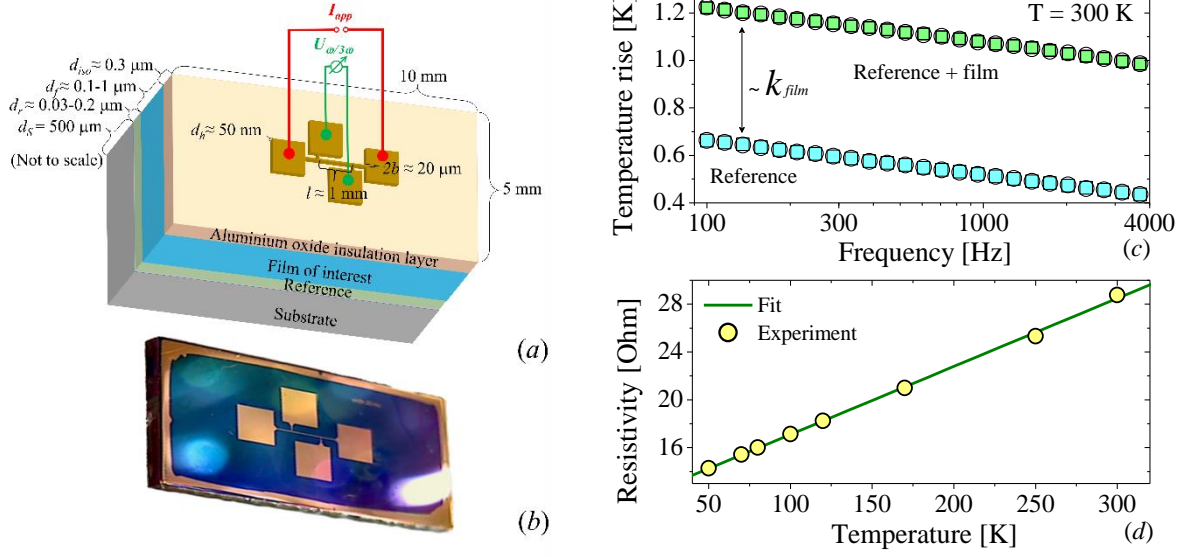 I_app
U_ω/3ω
d_iso ≈ 0.3 μm
d_f ≈ 0.1-1 μm
d_r ≈ 0.03-0.2 μm
d_S = 500 μm
(Not to scale)
10 mm
d_h ≈ 50 nm
2b ≈ 20 μm
l ≈ 1 mm
5 mm
Aluminium oxide insulation layer
Film of interest
Reference
Substrate
(a)
(b)
Temperature rise [K]
1.2
1.0
0.8
0.6
0.4
T = 300 K
Reference + film
~ k_film
Reference
100
300
1000
4000
Frequency [Hz]
(c)
Resistivity [Ohm]
28
24
20
16
Fit
Experiment
50
100
150
200
250
300
Temperature [K]
(d)